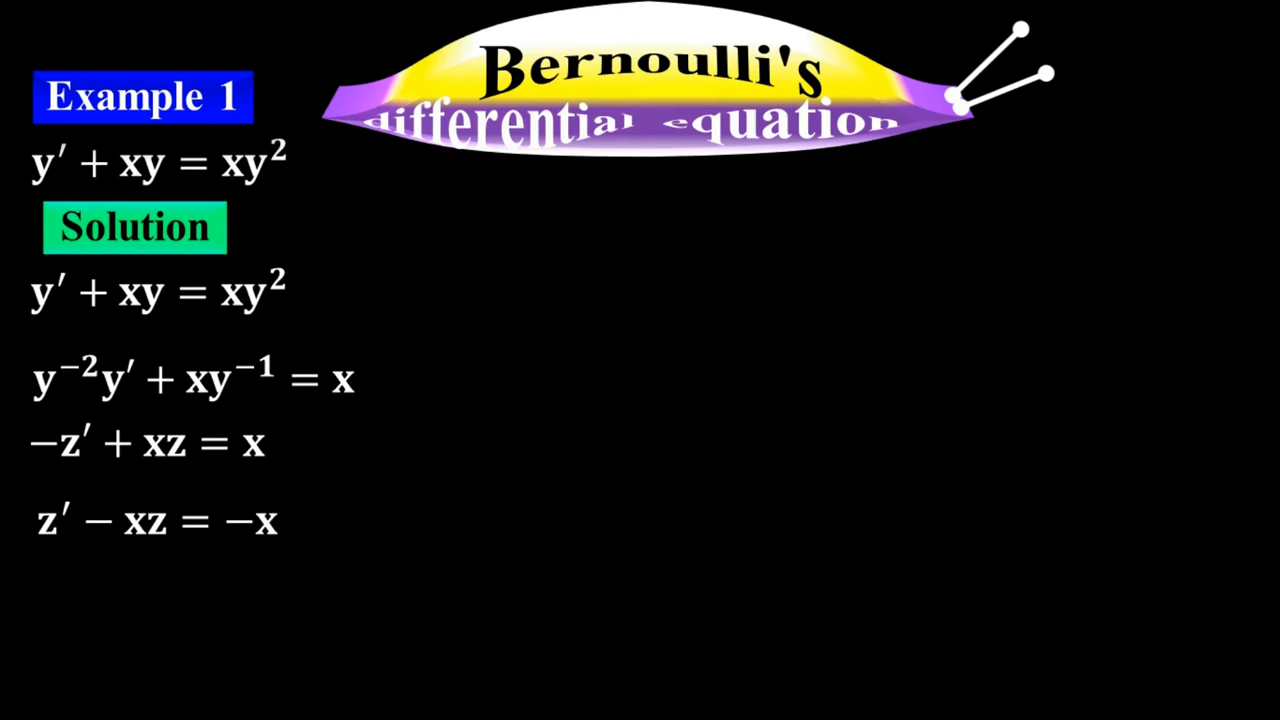 Bernoulli's
differential equation
Example 1
y′ + xy = xy²
Solution
y′ + xy = xy²
y⁻²y′ + xy⁻¹ = x
−z′ + xz = x
z′ − xz = −x